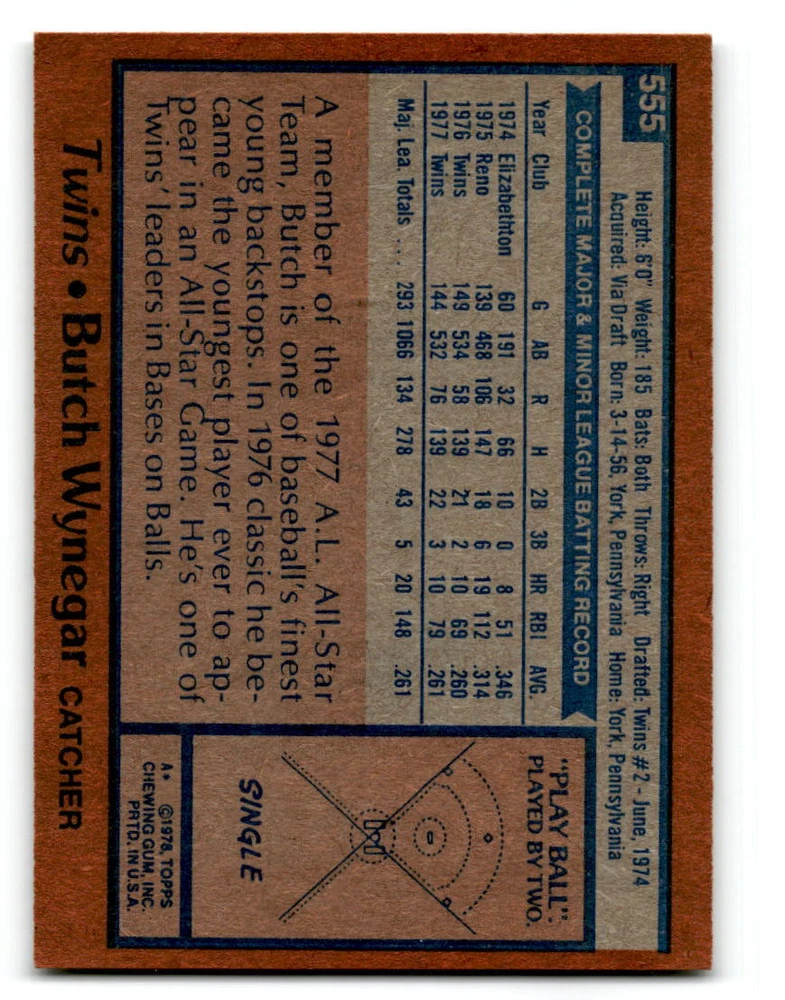 555
Height: 6'0" Weight: 185 Bats: Both Throws: Right Drafted: Twins #2 - June, 1974
Acquired: Via Draft Born: 3-14-56, York, Pennsylvania Home: York, Pennsylvania
COMPLETE MAJOR & MINOR LEAGUE BATTING RECORD
Year Club G AB R H 2B 3B HR RBI AVG.
1974 Elizabethton 60 191 32 66 10 0 8 51 .346
1975 Reno 139 468 106 147 18 6 19 112 .314
1976 Twins 149 534 58 139 21 2 10 69 .260
1977 Twins 144 532 76 139 22 3 10 79 .261
Maj. Lea. Totals .... 293 1066 134 278 43 5 20 148 .261
A member of the 1977 A.L. All-Star
Team, Butch is one of baseball's finest
young backstops. In 1976 classic he be-
came the youngest player ever to ap-
pear in an All-Star Game. He's one of
Twins' leaders in Bases on Balls.
"PLAY BALL":
PLAYED BY TWO.
SINGLE
A* ©1978, TOPPS
CHEWING GUM, INC.
PRTD. IN U.S.A.
Twins • Butch Wynegar CATCHER